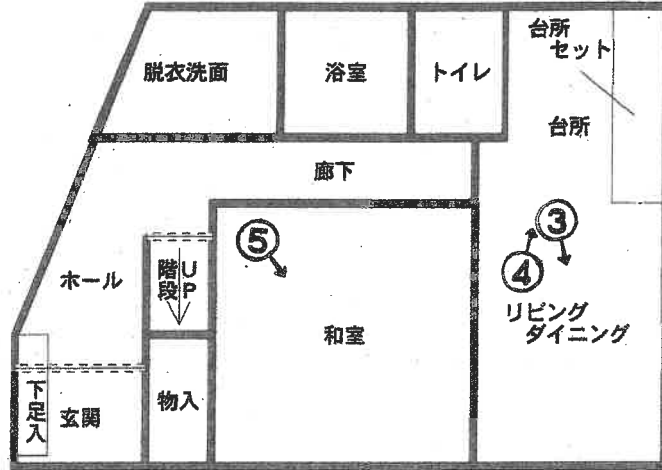 台所
セット
脱衣洗面
浴室
トイレ
台所
廊下
③
⑤
④
ホール
階段
UP
リビング
ダイニング
和室
下足入
玄関
物入